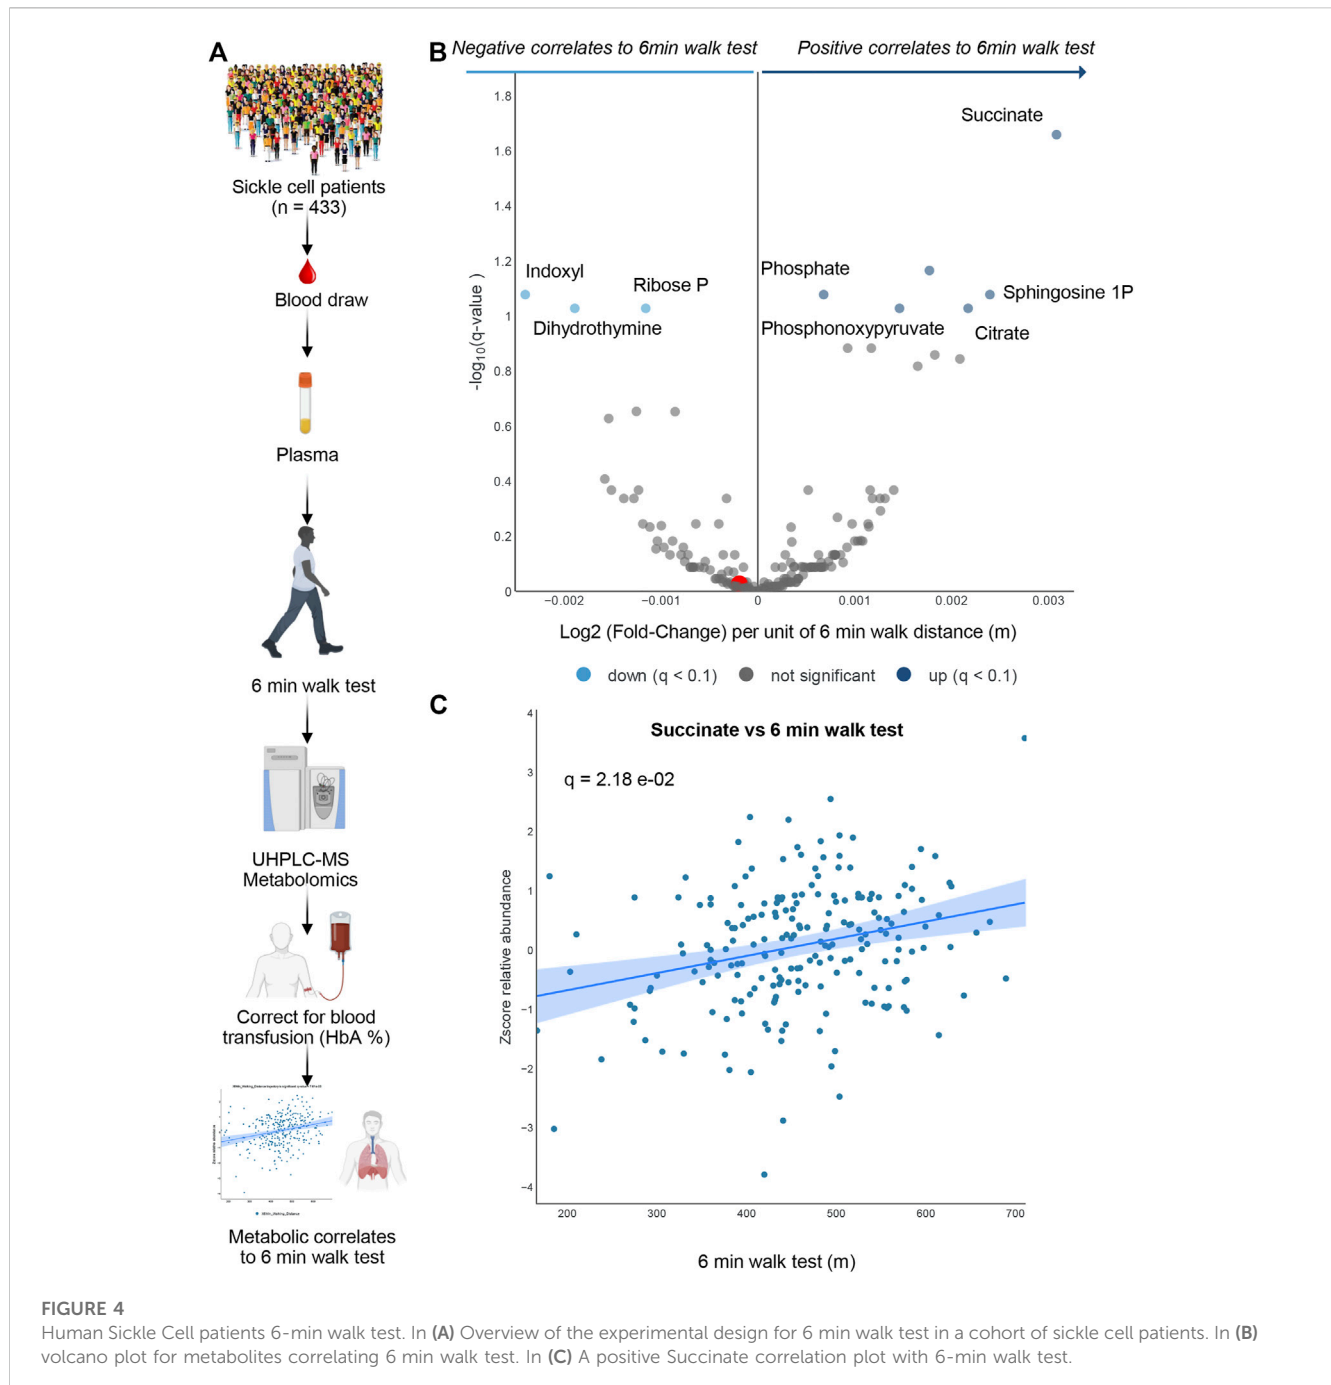 A
Sickle cell patients
(n = 433)
Blood draw
Plasma
6 min walk test
UHPLC-MS
Metabolomics
Correct for blood
transfusion (HbA %)
Metabolic correlates
to 6 min walk test
B
Negative correlates to 6min walk test
Positive correlates to 6min walk test
1.8
1.6
1.4
1.2
1
0.8
0.6
0.4
0.2
0
-log10(q-value )
Succinate
Indoxyl
Ribose P
Dihydrothymine
Phosphate
Sphingosine 1P
Phosphonoxypyruvate
Citrate
−0.002
−0.001
0
0.001
0.002
0.003
Log2 (Fold-Change) per unit of 6 min walk distance (m)
down (q < 0.1)
not significant
up (q < 0.1)
C
Succinate vs 6 min walk test
q = 2.18 e-02
4
3
2
1
0
−1
−2
−3
−4
Zscore relative abundance
200
300
400
500
600
700
6 min walk test (m)
FIGURE 4
Human Sickle Cell patients 6-min walk test. In (A) Overview of the experimental design for 6 min walk test in a cohort of sickle cell patients. In (B)
volcano plot for metabolites correlating 6 min walk test. In (C) A positive Succinate correlation plot with 6-min walk test.